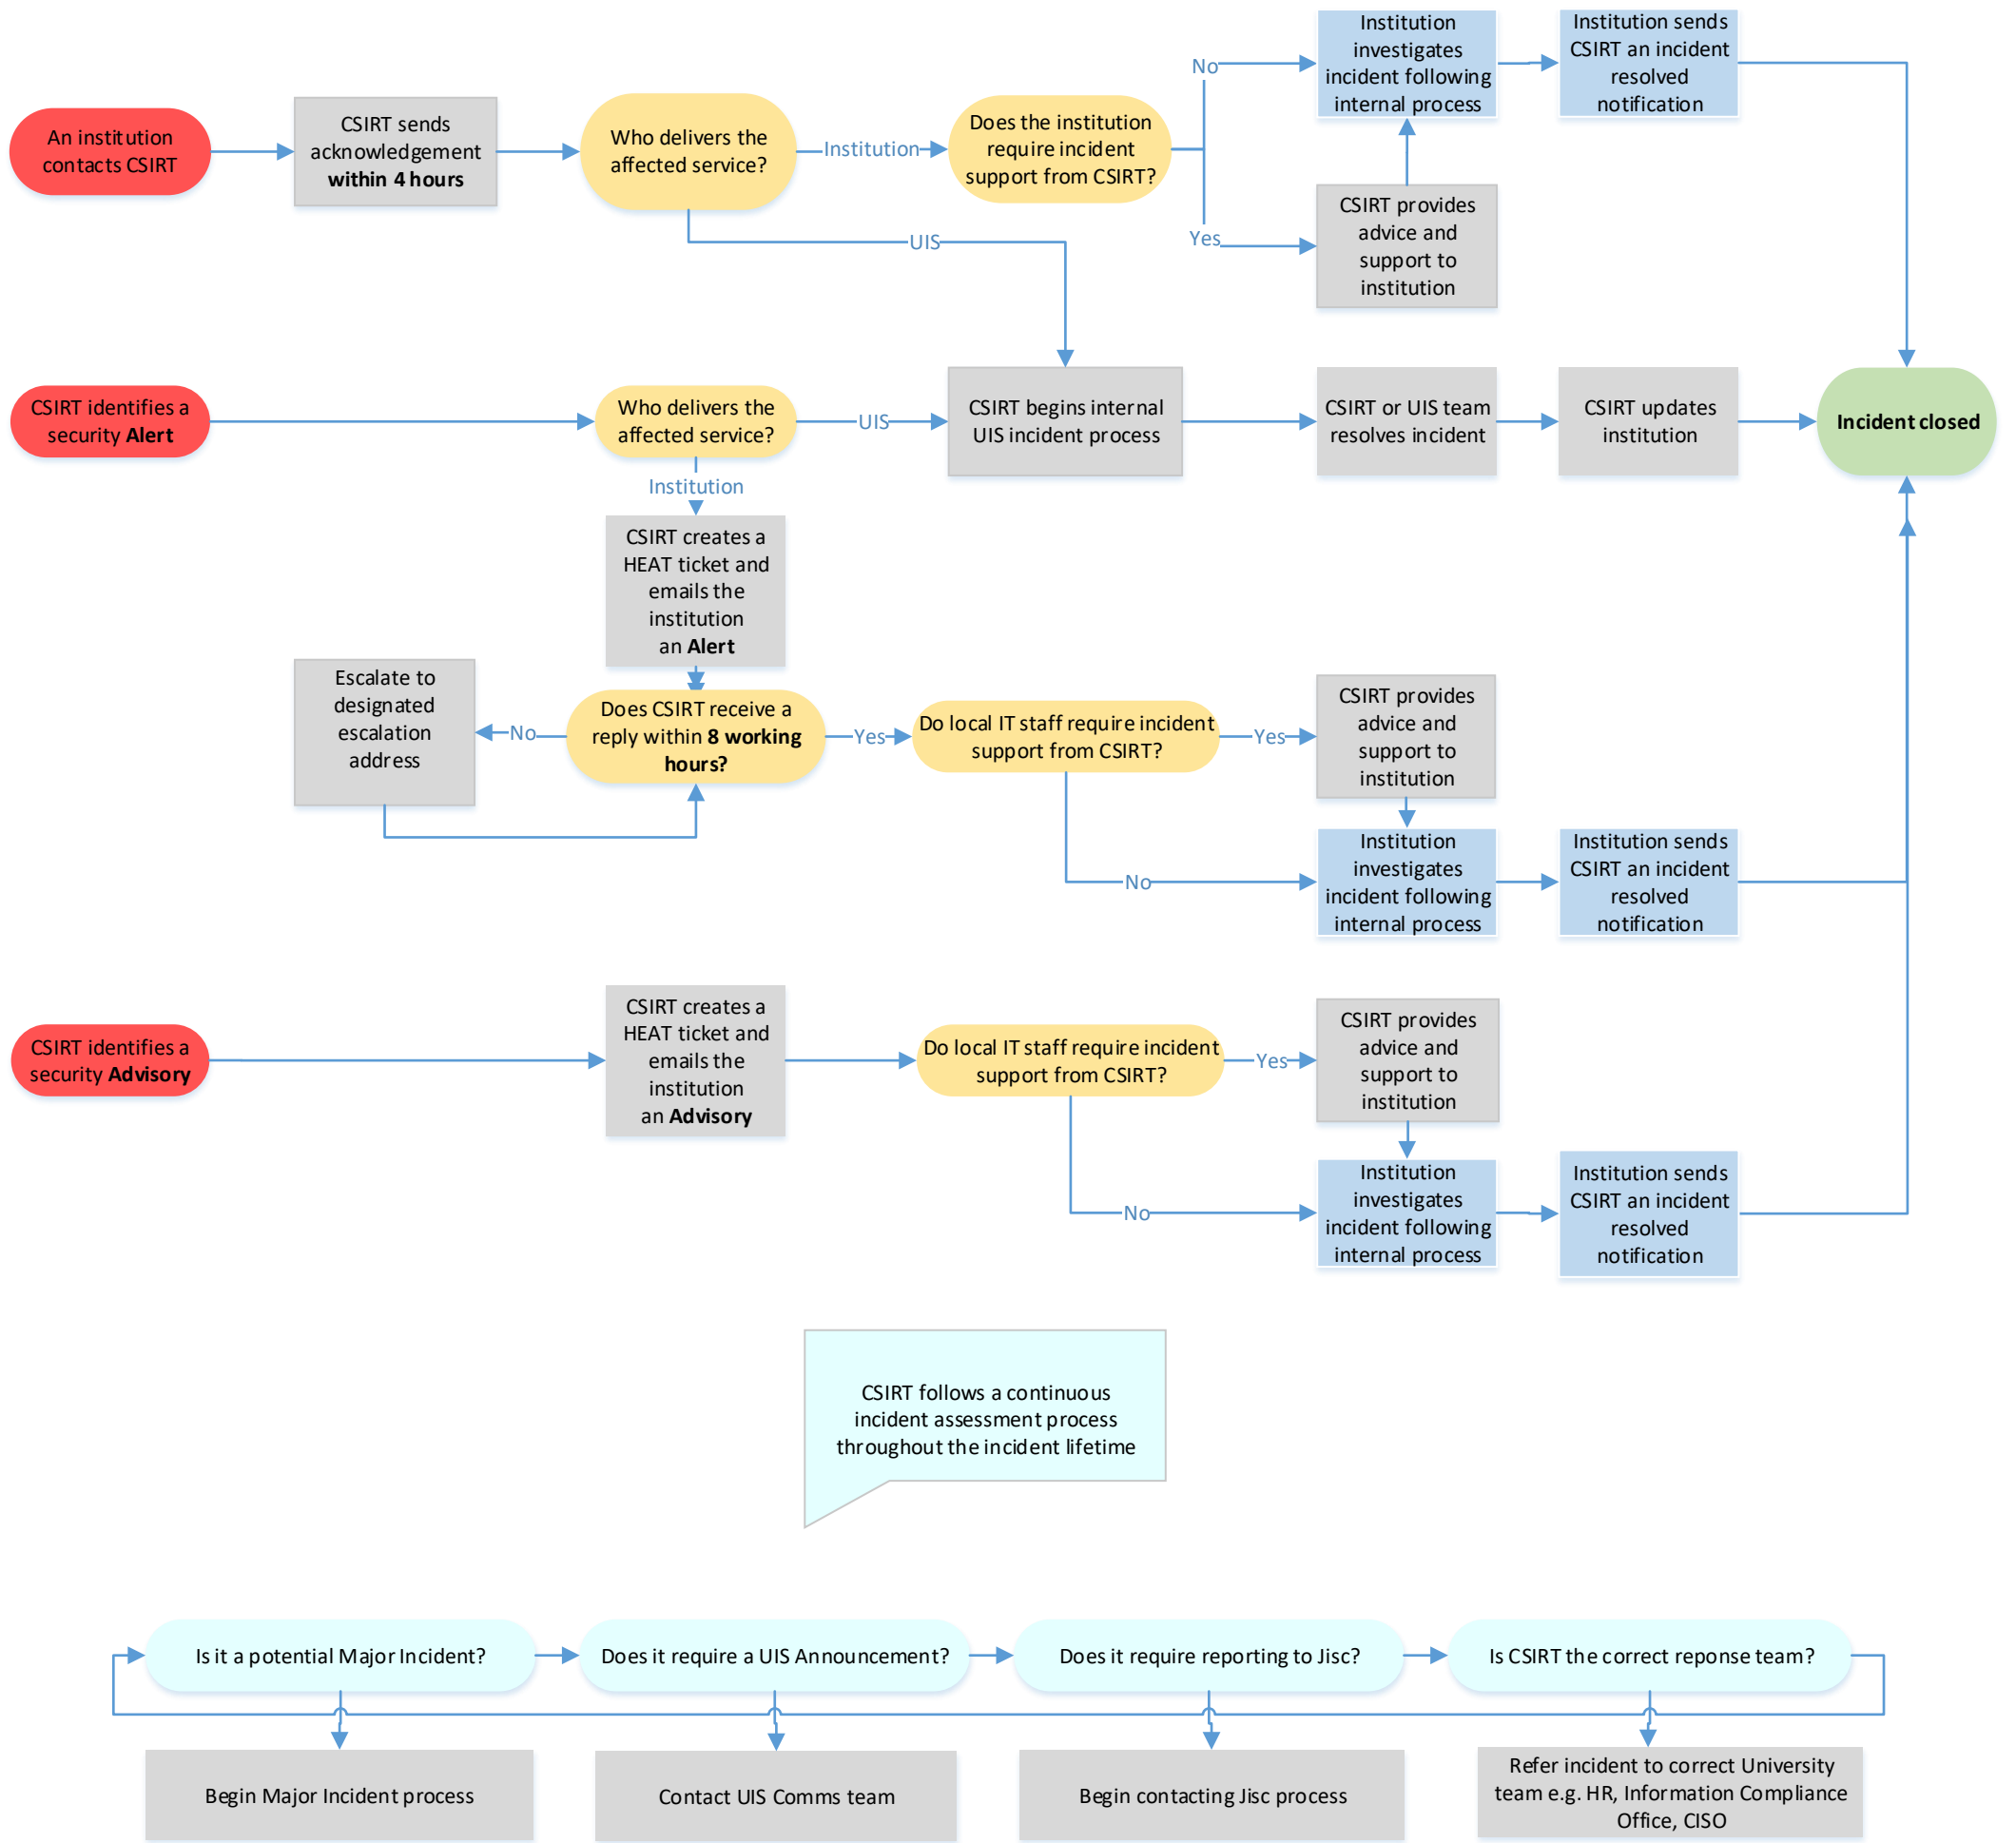 An institution
contacts CSIRT
CSIRT sends
acknowledgement
within 4 hours
Who delivers the
affected service?
Institution
Does the institution
require incident
support from CSIRT?
No
Yes
Institution
investigates
incident following
internal process
Institution sends
CSIRT an incident
resolved
notification
CSIRT provides
advice and
support to
institution
UIS
CSIRT identifies a
security Alert
Who delivers the
affected service?
UIS
CSIRT begins internal
UIS incident process
CSIRT or UIS team
resolves incident
CSIRT updates
institution
Incident closed
Institution
CSIRT creates a
HEAT ticket and
emails the
institution
an Alert
Escalate to
designated
escalation
address
No
Does CSIRT receive a
reply within 8 working
hours?
Yes
Do local IT staff require incident
support from CSIRT?
Yes
CSIRT provides
advice and
support to
institution
No
Institution
investigates
incident following
internal process
Institution sends
CSIRT an incident
resolved
notification
CSIRT identifies a
security Advisory
CSIRT creates a
HEAT ticket and
emails the
institution
an Advisory
Do local IT staff require incident
support from CSIRT?
Yes
CSIRT provides
advice and
support to
institution
No
Institution
investigates
incident following
internal process
Institution sends
CSIRT an incident
resolved
notification
CSIRT follows a continuous
incident assessment process
throughout the incident lifetime
Is it a potential Major Incident?
Does it require a UIS Announcement?
Does it require reporting to Jisc?
Is CSIRT the correct reponse team?
Begin Major Incident process
Contact UIS Comms team
Begin contacting Jisc process
Refer incident to correct University
team e.g. HR, Information Compliance
Office, CISO